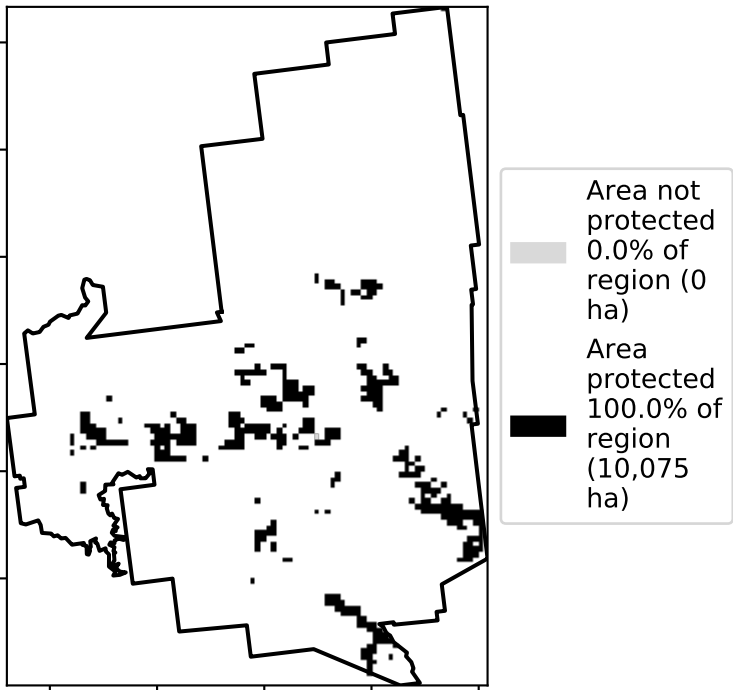 Area not
protected
0.0% of
region (0
ha)
Area
protected
100.0% of
region
(10,075
ha)